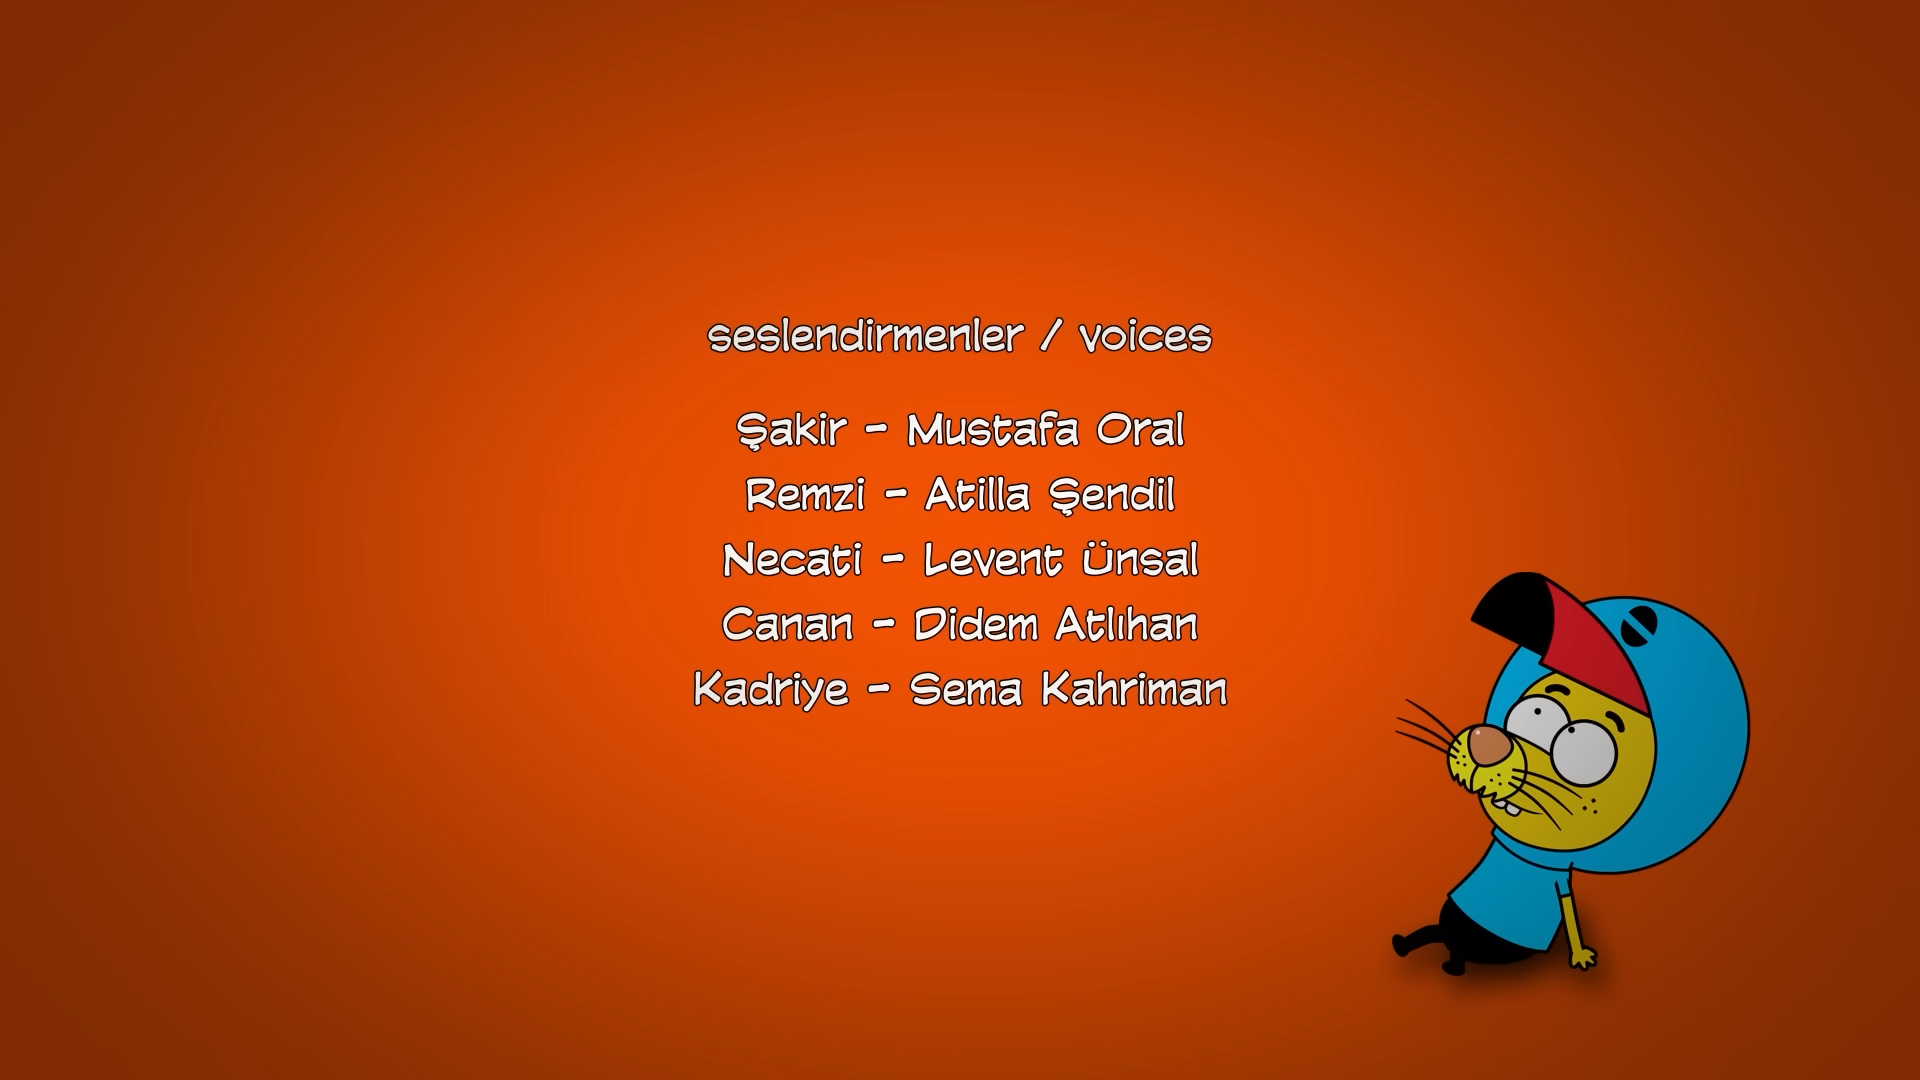 seslendirmenler / voices
Şakir - Mustafa Oral
Remzi - Atilla Şendil
Necati - Levent Ünsal
Canan - Didem Atlıhan
Kadriye - Sema Kahriman